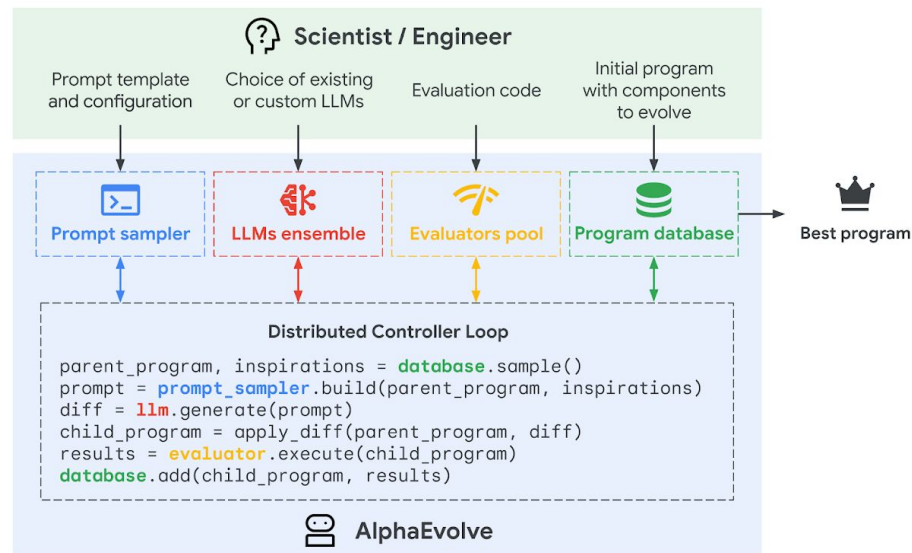 Scientist / Engineer
Prompt template
and configuration
Choice of existing
or custom LLMs
Evaluation code
Initial program
with components
to evolve
Prompt sampler
LLMs ensemble
Evaluators pool
Program database
Best program
Distributed Controller Loop
parent_program, inspirations = database.sample()
prompt = prompt_sampler.build(parent_program, inspirations)
diff = llm.generate(prompt)
child_program = apply_diff(parent_program, diff)
results = evaluator.execute(child_program)
database.add(child_program, results)
AlphaEvolve